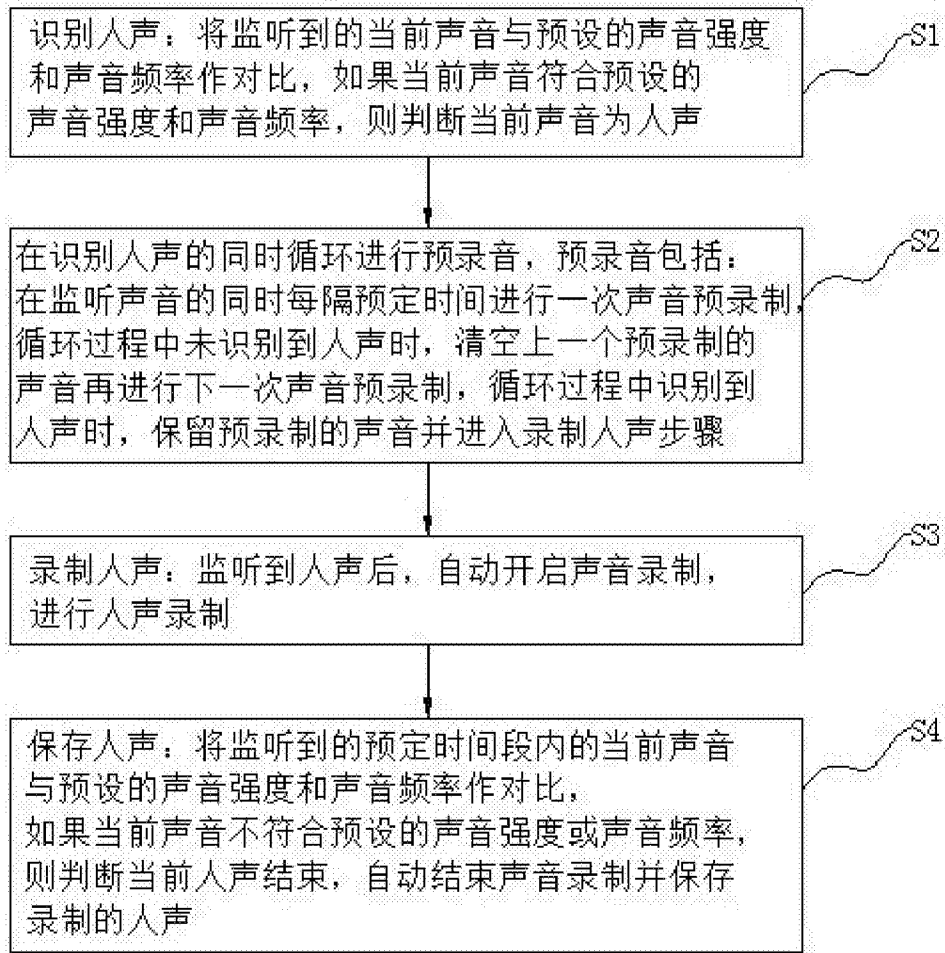 识别人声：将监听到的当前声音与预设的声音强度
和声音频率作对比，如果当前声音符合预设的
声音强度和声音频率，则判断当前声音为人声
S1
在识别人声的同时循环进行预录音，预录音包括：
在监听声音的同时每隔预定时间进行一次声音预录制，
循环过程中未识别到人声时，清空上一个预录制的
声音再进行下一次声音预录制，循环过程中识别到
人声时，保留预录制的声音并进入录制人声步骤
S2
录制人声：监听到人声后，自动开启声音录制，
进行人声录制
S3
保存人声：将监听到的预定时间段内的当前声音
与预设的声音强度和声音频率作对比，
如果当前声音不符合预设的声音强度或声音频率，
则判断当前人声结束，自动结束声音录制并保存
录制的人声
S4